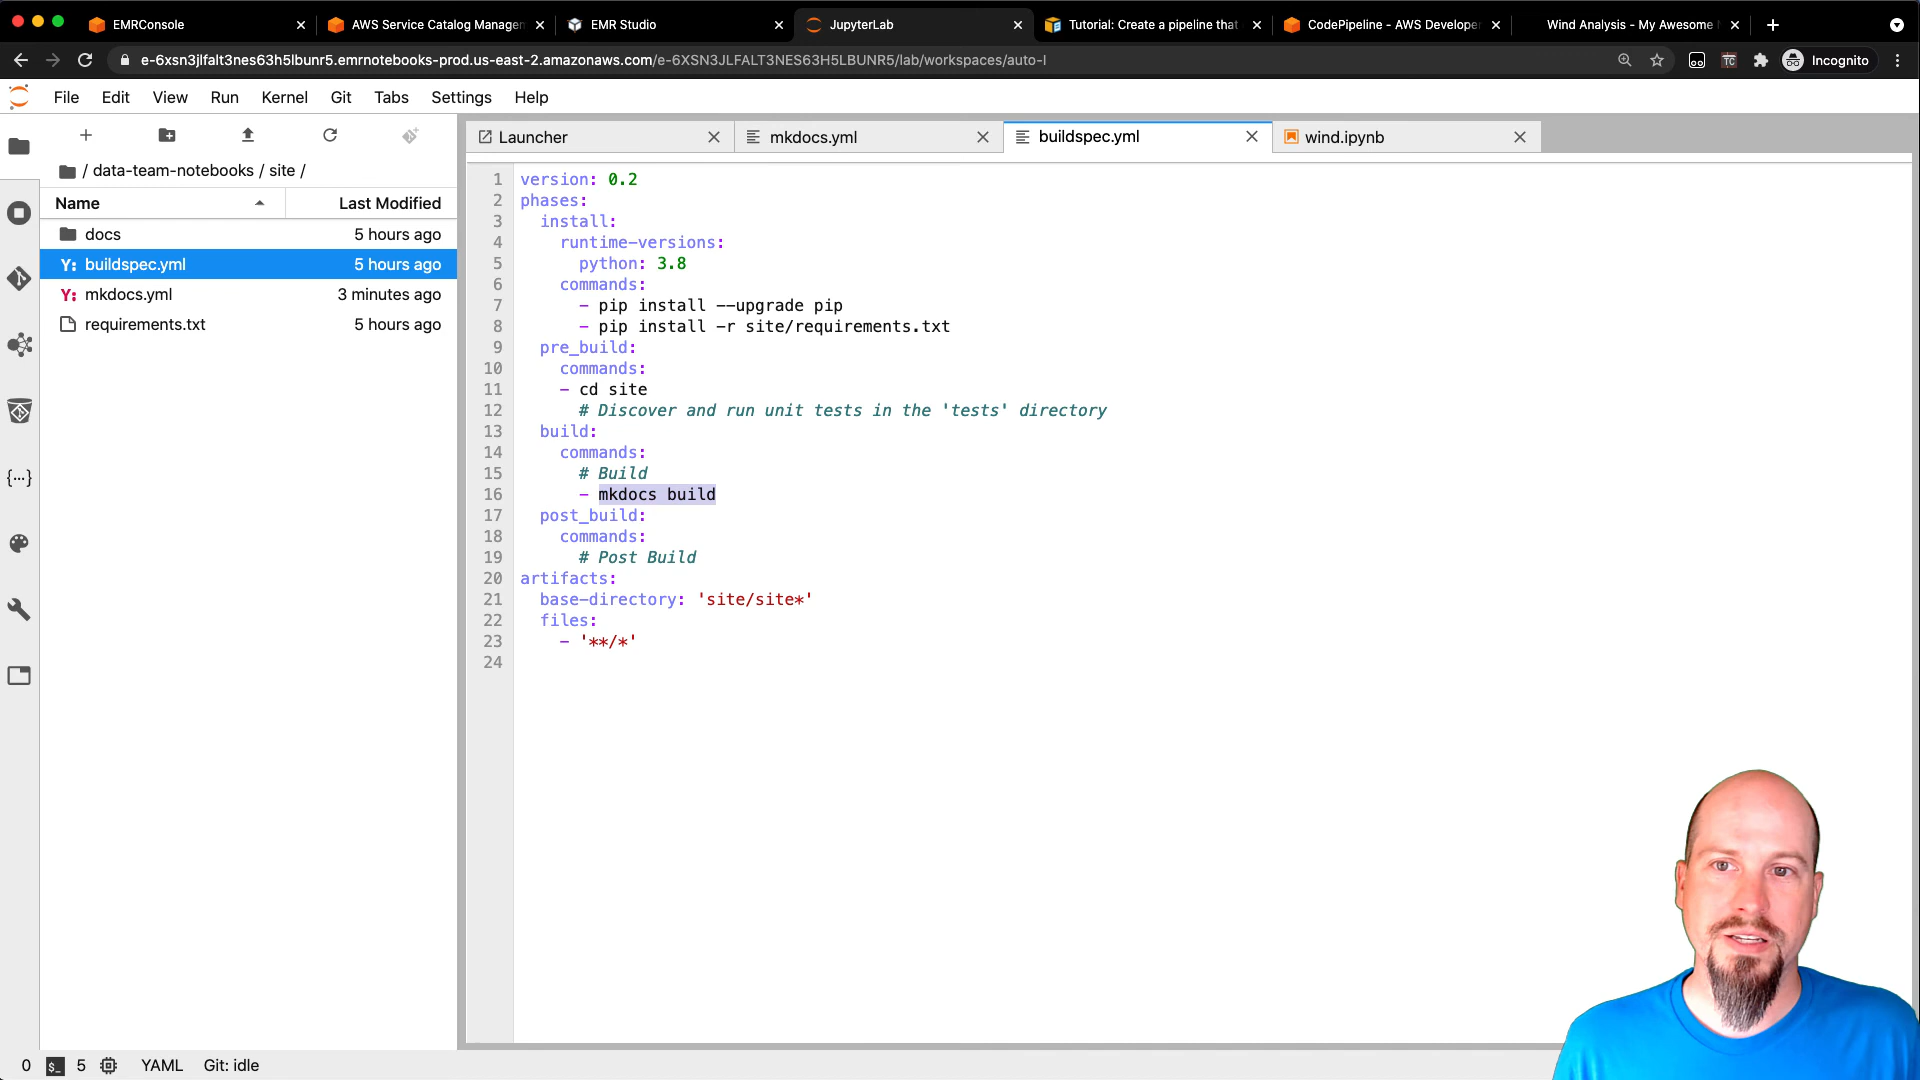 EMRConsole
AWS Service Catalog Managem
EMR Studio
JupyterLab
Tutorial: Create a pipeline that
CodePipeline - AWS Developer
Wind Analysis - My Awesome
e-6xsn3jlfalt3nes63h5lbunr5.emrnotebooks-prod.us-east-2.amazonaws.com/e-6XSN3JLFALT3NES63H5LBUNR5/lab/workspaces/auto-l
TC
Incognito
File Edit View Run Kernel Git Tabs Settings Help
/ data-team-notebooks / site /
Name Last Modified
docs 5 hours ago
Y: buildspec.yml 5 hours ago
Y: mkdocs.yml 3 minutes ago
requirements.txt 5 hours ago
Launcher
mkdocs.yml
buildspec.yml
wind.ipynb
1 version: 0.2
2 phases:
3 install:
4 runtime-versions:
5 python: 3.8
6 commands:
7 - pip install --upgrade pip
8 - pip install -r site/requirements.txt
9 pre_build:
10 commands:
11 - cd site
12 # Discover and run unit tests in the 'tests' directory
13 build:
14 commands:
15 # Build
16 - mkdocs build
17 post_build:
18 commands:
19 # Post Build
20 artifacts:
21 base-directory: 'site/site*'
22 files:
23 - '**/*'
24
0 $_ 5 YAML Git: idle